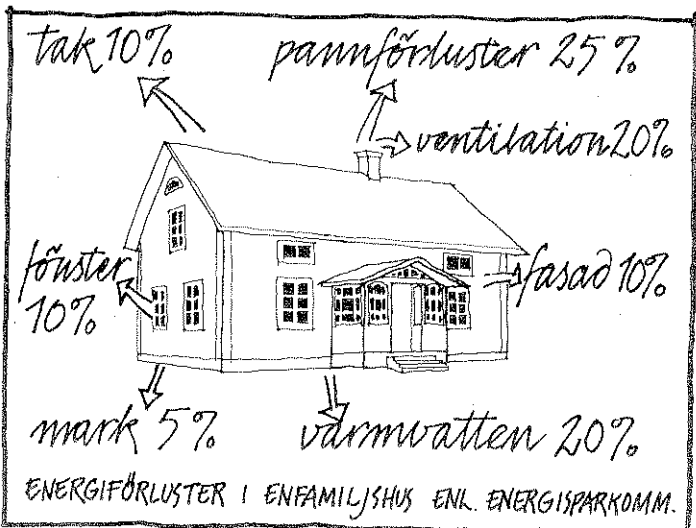 tak 10%
pannförluster 25%
ventilation 20%
fönster
10%
fasad 10%
mark 5%
varmvatten 20%
ENERGIFÖRLUSTER I ENFAMILJSHUS ENL. ENERGISPARKOMM.